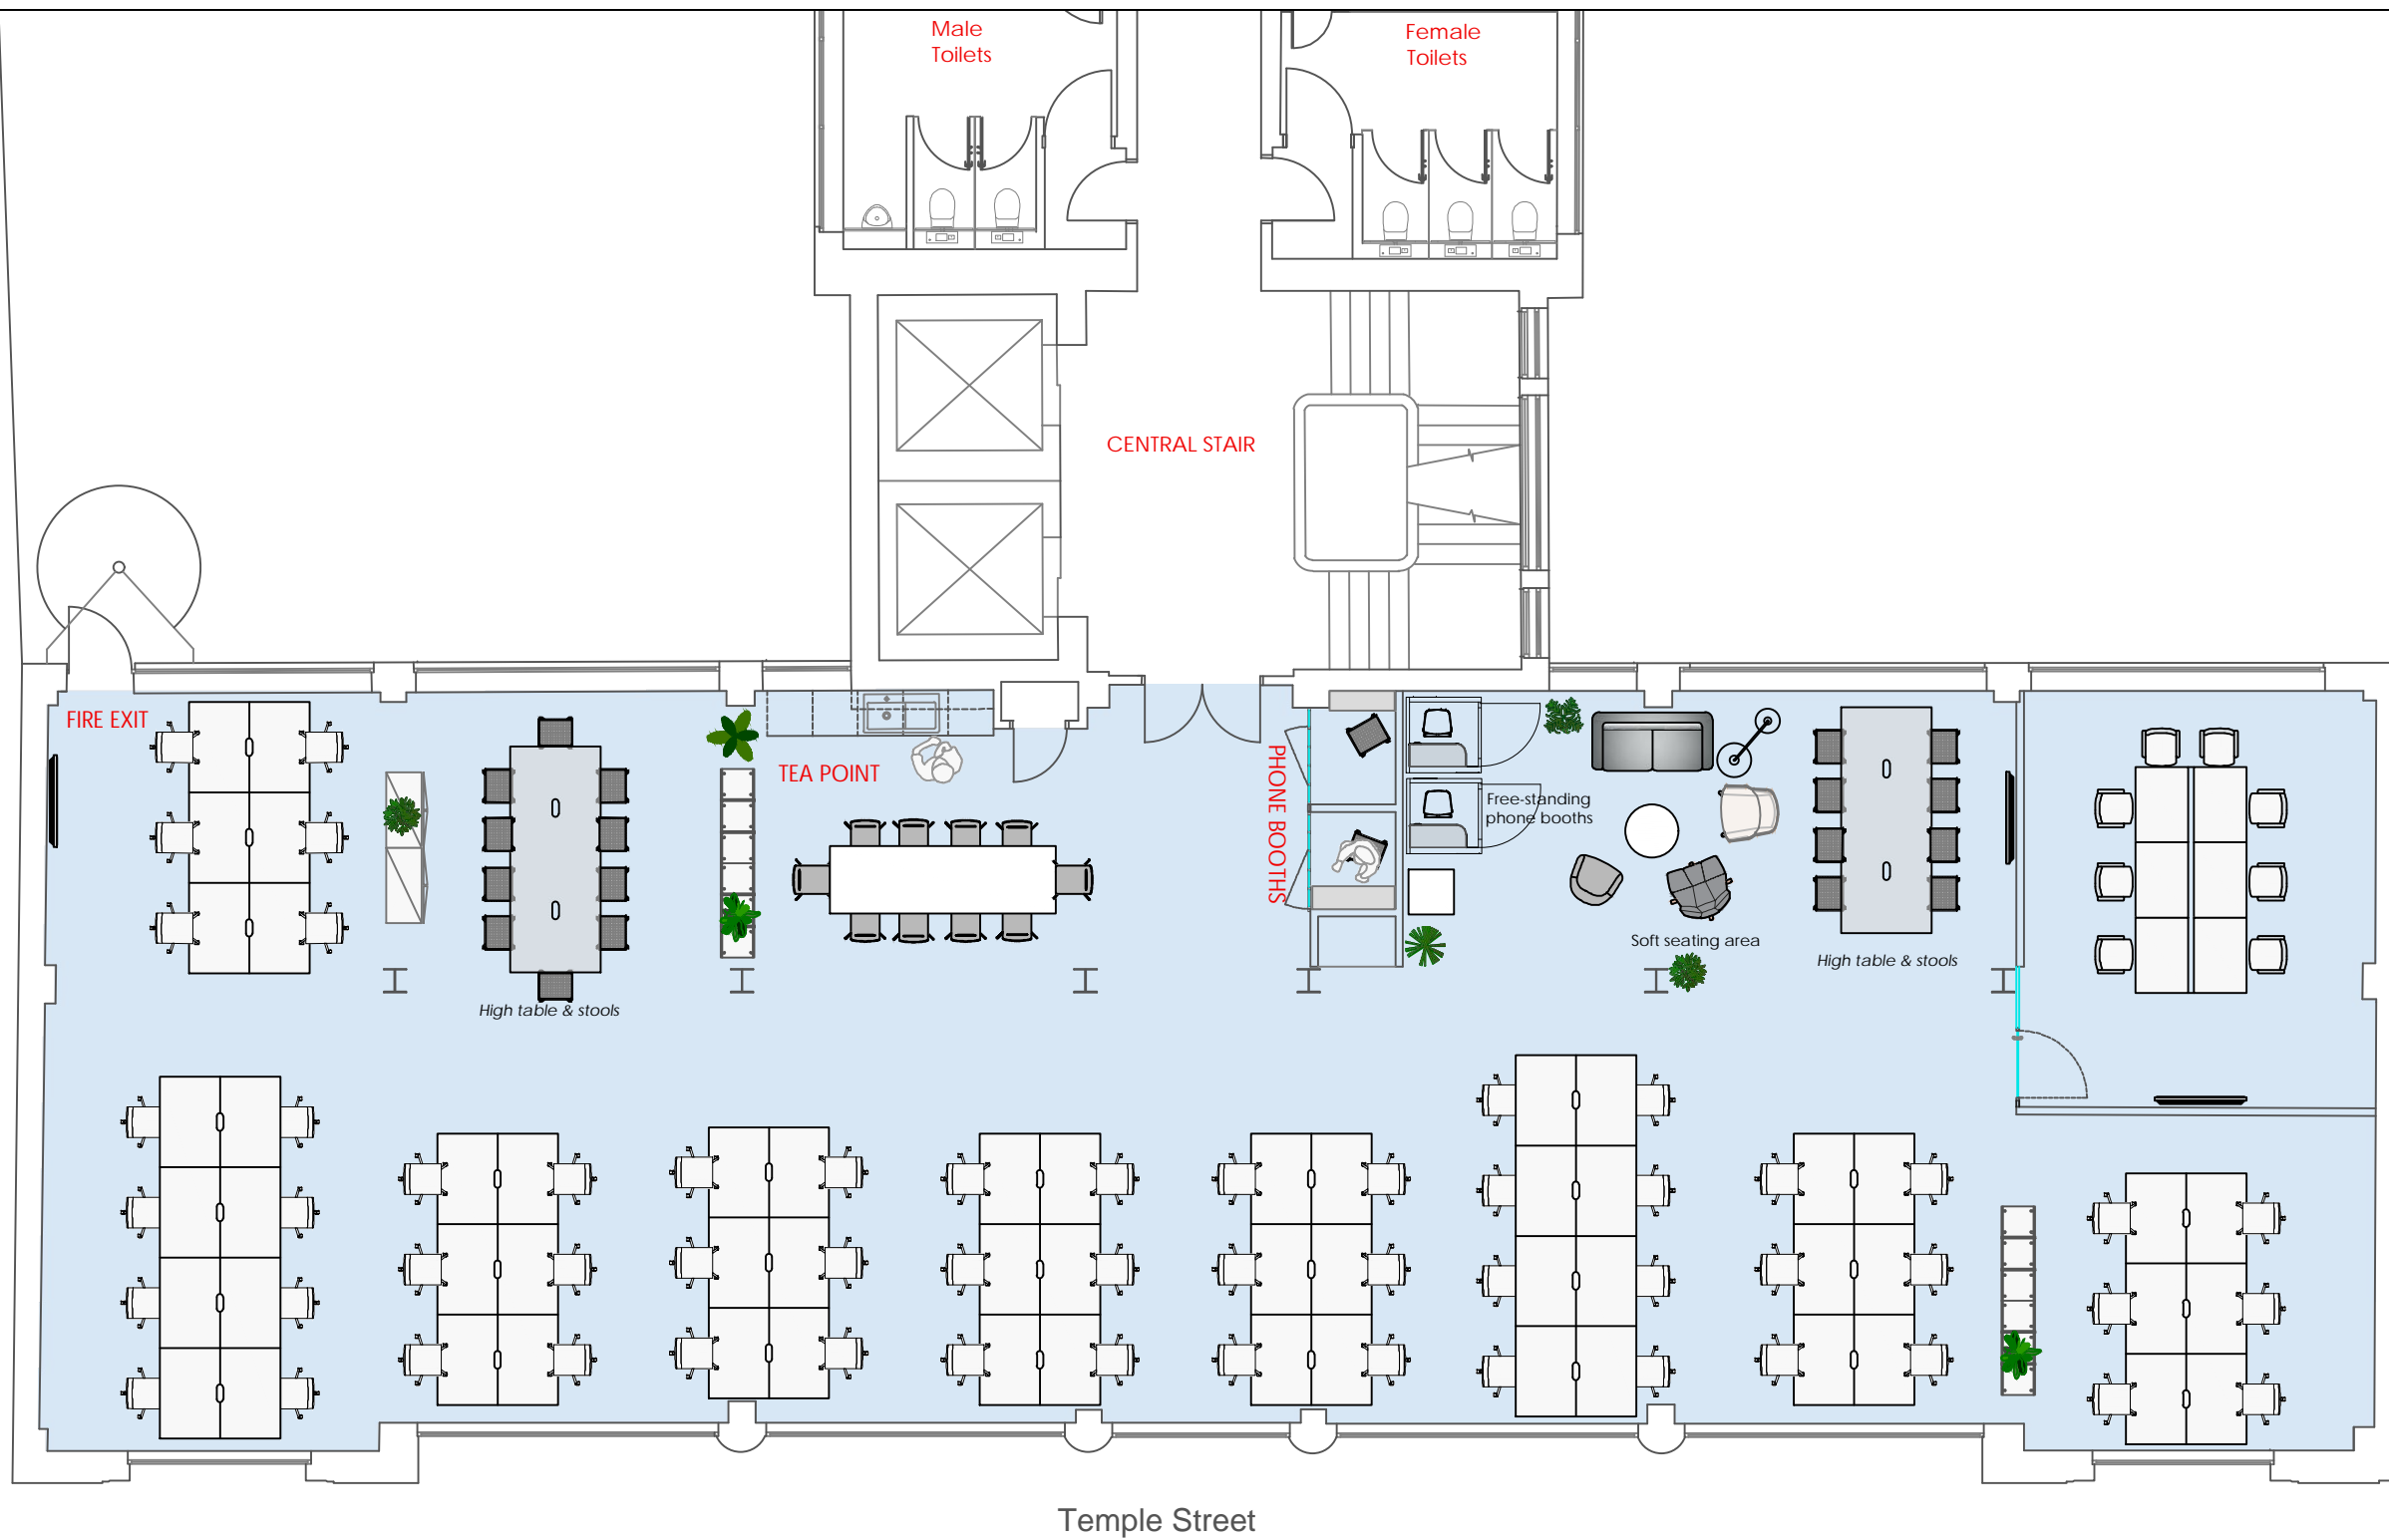 Male
Toilets
Female
Toilets
CENTRAL STAIR
FIRE EXIT
TEA POINT
PHONE BOOTHS
Free-standing
phone booths
Soft seating area
High table & stools
High table & stools
Temple Street